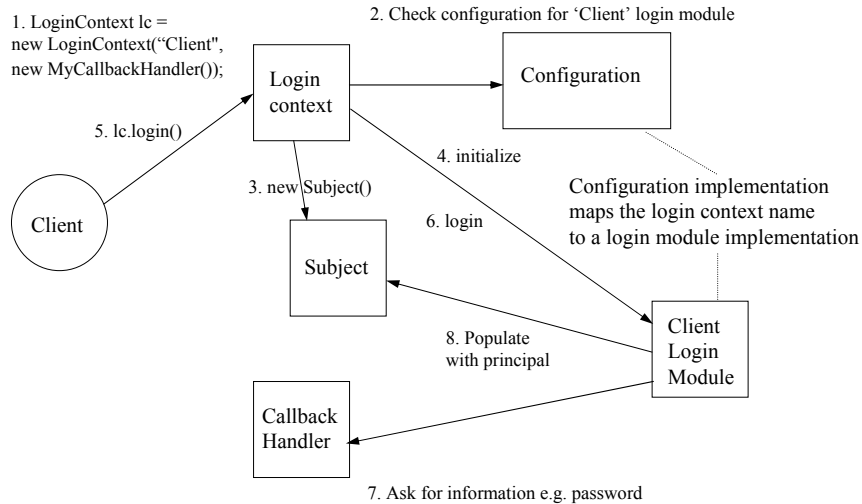 1. LoginContext lc =
new LoginContext(“Client",
new MyCallbackHandler());
2. Check configuration for ‘Client’ login module
Login
context
Configuration
5. lc.login()
4. initialize
3. new Subject()
Configuration implementation
maps the login context name
to a login module implementation
6. login
Client
Subject
8. Populate
with principal
Client
Login
Module
Callback
Handler
7. Ask for information e.g. password